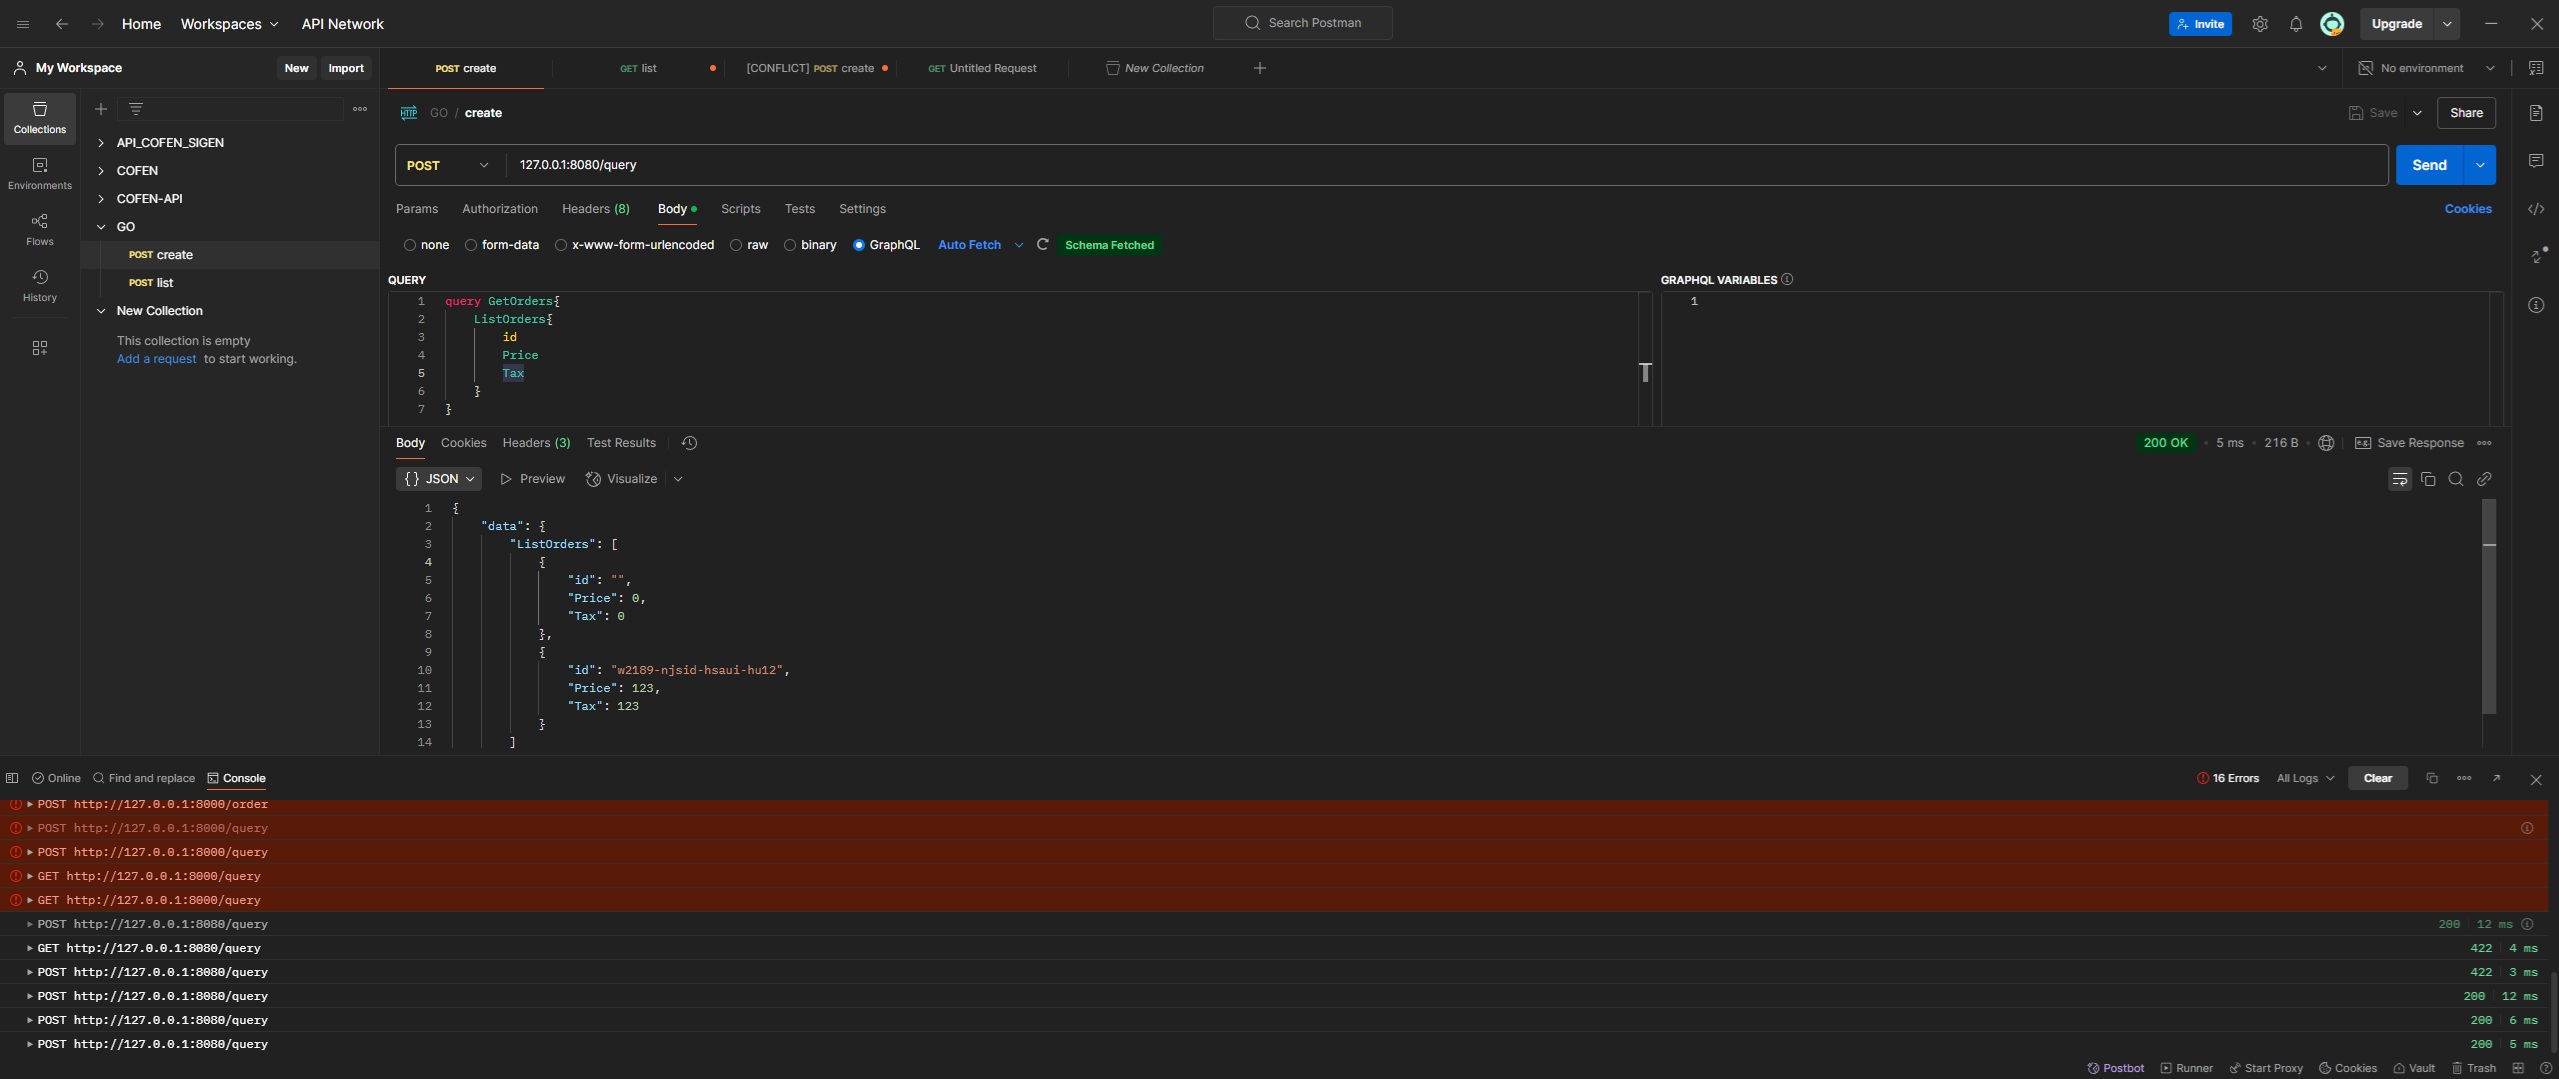 Home Workspaces API Network Search Postman Invite Upgrade
My Workspace New Import POST create GET list [CONFLICT] POST create GET Untitled Request New Collection No environment
Collections
Environments
Flows
History
API_COFEN_SIGEN
COFEN
COFEN-API
GO
POST create
POST list
New Collection
This collection is empty
Add a request to start working.
HTTP GO / create Save Share
POST 127.0.0.1:8080/query Send
Params Authorization Headers (8) Body Scripts Tests Settings Cookies
none form-data x-www-form-urlencoded raw binary GraphQL Auto Fetch Schema Fetched
QUERY
1 query GetOrders{
2 ListOrders{
3 id
4 Price
5 Tax
6 }
7 }
GRAPHQL VARIABLES
1
Body Cookies Headers (3) Test Results 200 OK 5 ms 216 B e.g. Save Response
{} JSON Preview Visualize
1 {
2 "data": {
3 "ListOrders": [
4 {
5 "id": "",
6 "Price": 0,
7 "Tax": 0
8 },
9 {
10 "id": "w2189-njsid-hsaui-hu12",
11 "Price": 123,
12 "Tax": 123
13 }
14 ]
Online Find and replace Console 16 Errors All Logs Clear
POST http://127.0.0.1:8000/order
POST http://127.0.0.1:8000/query
POST http://127.0.0.1:8000/query
GET http://127.0.0.1:8000/query
GET http://127.0.0.1:8000/query
POST http://127.0.0.1:8080/query 200 12 ms
GET http://127.0.0.1:8080/query 422 4 ms
POST http://127.0.0.1:8080/query 422 3 ms
POST http://127.0.0.1:8080/query 200 12 ms
POST http://127.0.0.1:8080/query 200 6 ms
POST http://127.0.0.1:8080/query 200 5 ms
Postbot Runner Start Proxy Cookies Vault Trash